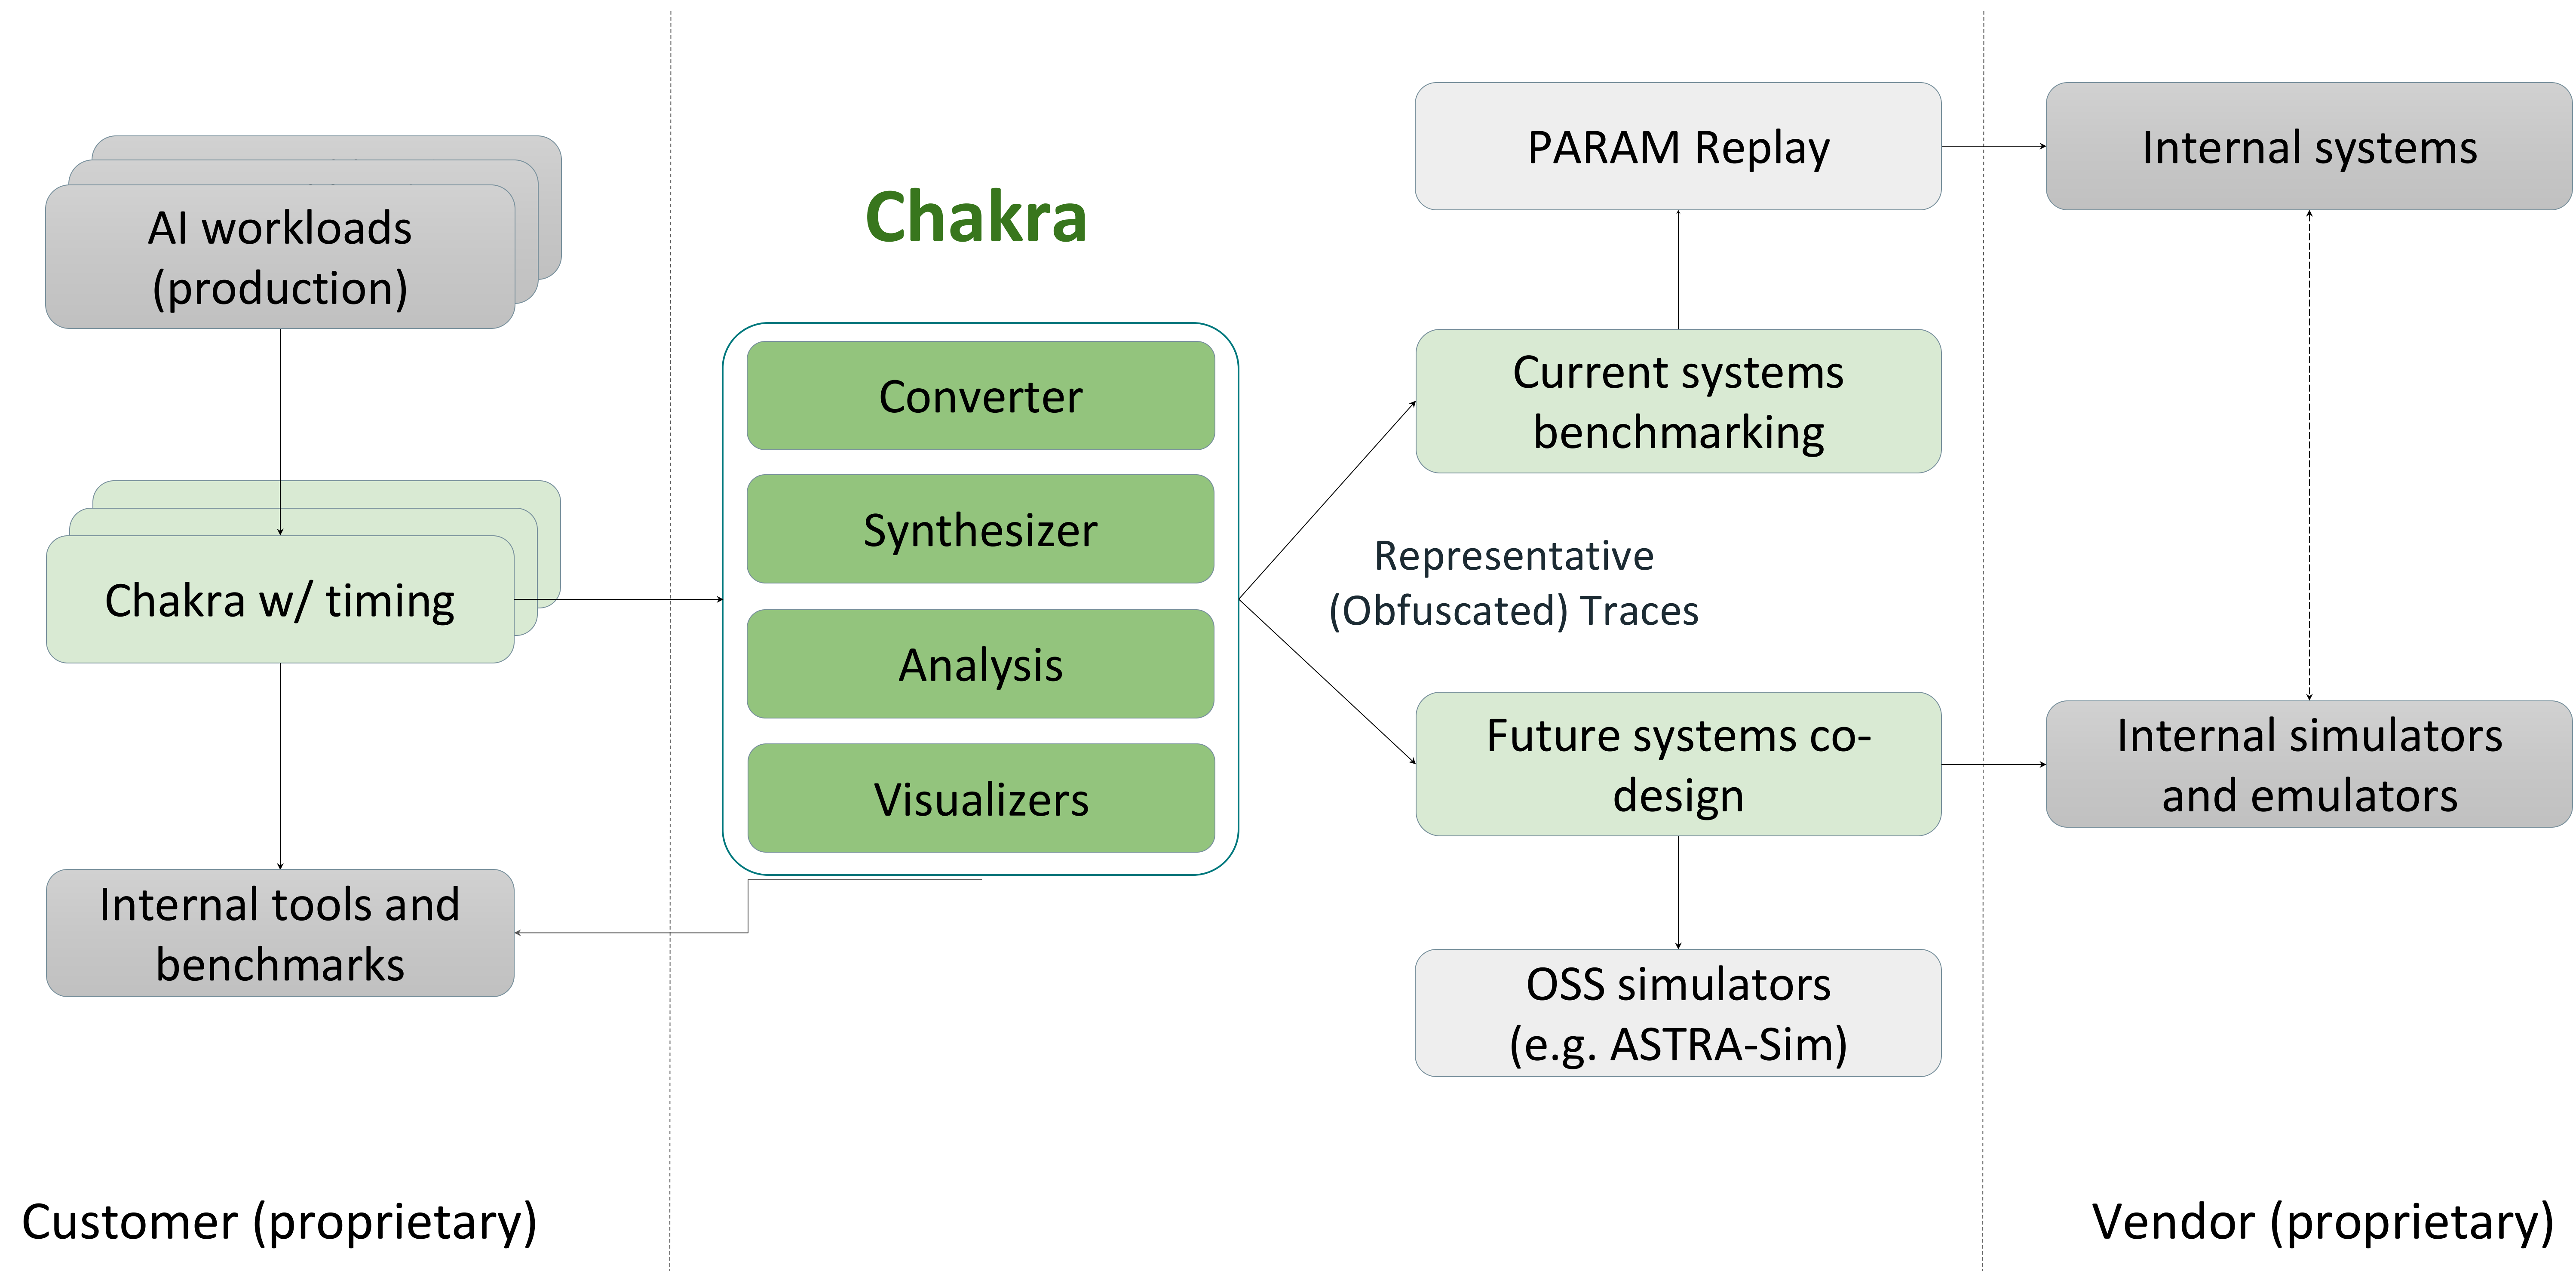 AI workloads
(production)
Chakra w/ timing
Internal tools and
benchmarks
Customer (proprietary)
Chakra
Converter
Synthesizer
Analysis
Visualizers
PARAM Replay
Current systems
benchmarking
Representative
(Obfuscated) Traces
Future systems co-
design
OSS simulators
(e.g. ASTRA-Sim)
Internal systems
Internal simulators
and emulators
Vendor (proprietary)